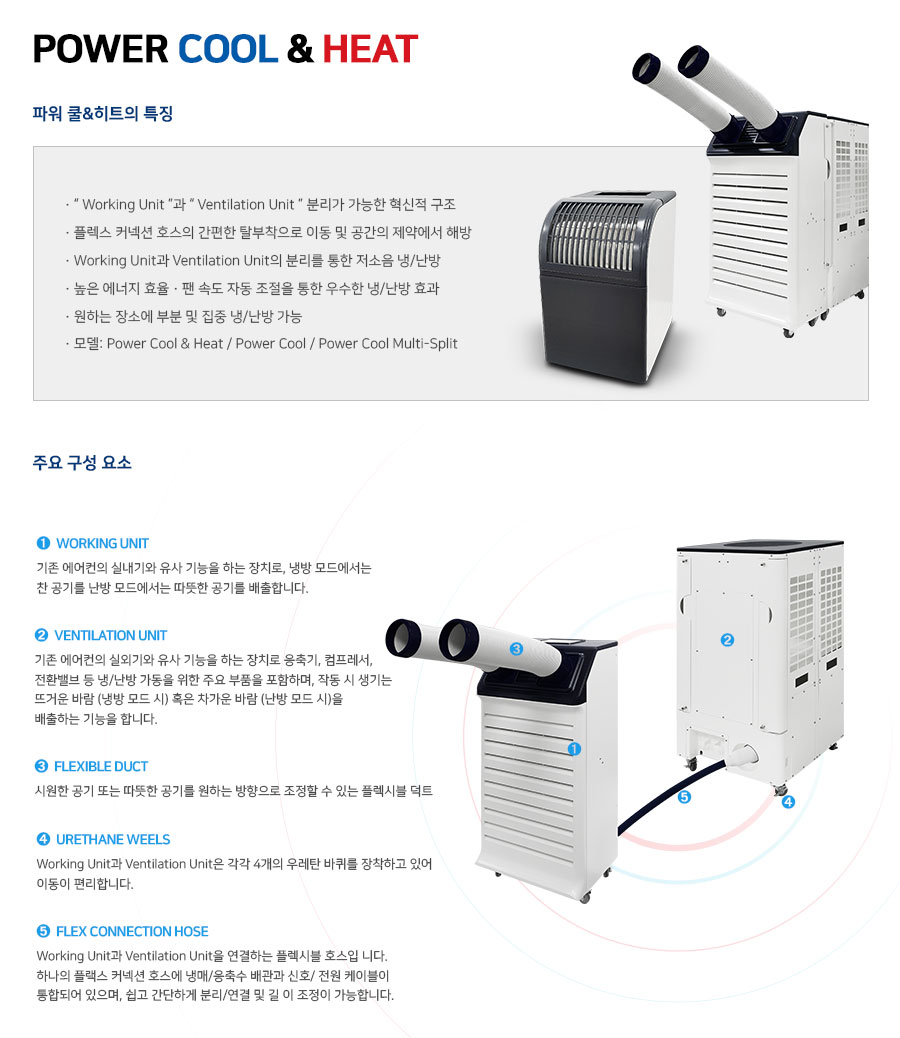 POWER COOL & HEAT
파워 쿨&히트의 특징
· “ Working Unit ”과 “ Ventilation Unit ” 분리가 가능한 혁신적 구조
· 플렉스 커넥션 호스의 간편한 탈부착으로 이동 및 공간의 제약에서 해방
· Working Unit과 Ventilation Unit의 분리를 통한 저소음 냉/난방
· 높은 에너지 효율 · 팬 속도 자동 조절을 통한 우수한 냉/난방 효과
· 원하는 장소에 부분 및 집중 냉/난방 가능
· 모델: Power Cool & Heat / Power Cool / Power Cool Multi-Split
주요 구성 요소
❶ WORKING UNIT
기존 에어컨의 실내기와 유사 기능을 하는 장치로, 냉방 모드에서는
찬 공기를 난방 모드에서는 따뜻한 공기를 배출합니다.
❷ VENTILATION UNIT
기존 에어컨의 실외기와 유사 기능을 하는 장치로 응축기, 컴프레서,
전환밸브 등 냉/난방 가동을 위한 주요 부품을 포함하며, 작동 시 생기는
뜨거운 바람 (냉방 모드 시) 혹은 차가운 바람 (난방 모드 시)을
배출하는 기능을 합니다.
❸ FLEXIBLE DUCT
시원한 공기 또는 따뜻한 공기를 원하는 방향으로 조정할 수 있는 플렉시블 덕트
❹ URETHANE WEELS
Working Unit과 Ventilation Unit은 각각 4개의 우레탄 바퀴를 장착하고 있어
이동이 편리합니다.
❺ FLEX CONNECTION HOSE
Working Unit과 Ventilation Unit을 연결하는 플렉시블 호스입 니다.
하나의 플랙스 커넥션 호스에 냉매/응축수 배관과 신호/ 전원 케이블이
통합되어 있으며, 쉽고 간단하게 분리/연결 및 길 이 조정이 가능합니다.
❸
❷
❶
❺
❹